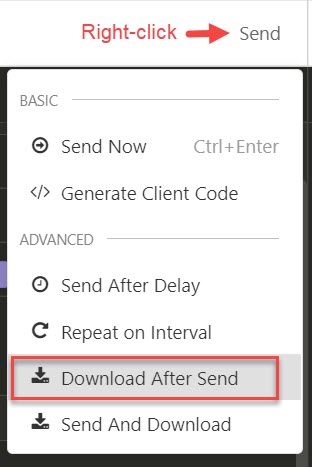 Right-click Send
BASIC
Send Now Ctrl+Enter
</> Generate Client Code
ADVANCED
Send After Delay
Repeat on Interval
Download After Send
Send And Download